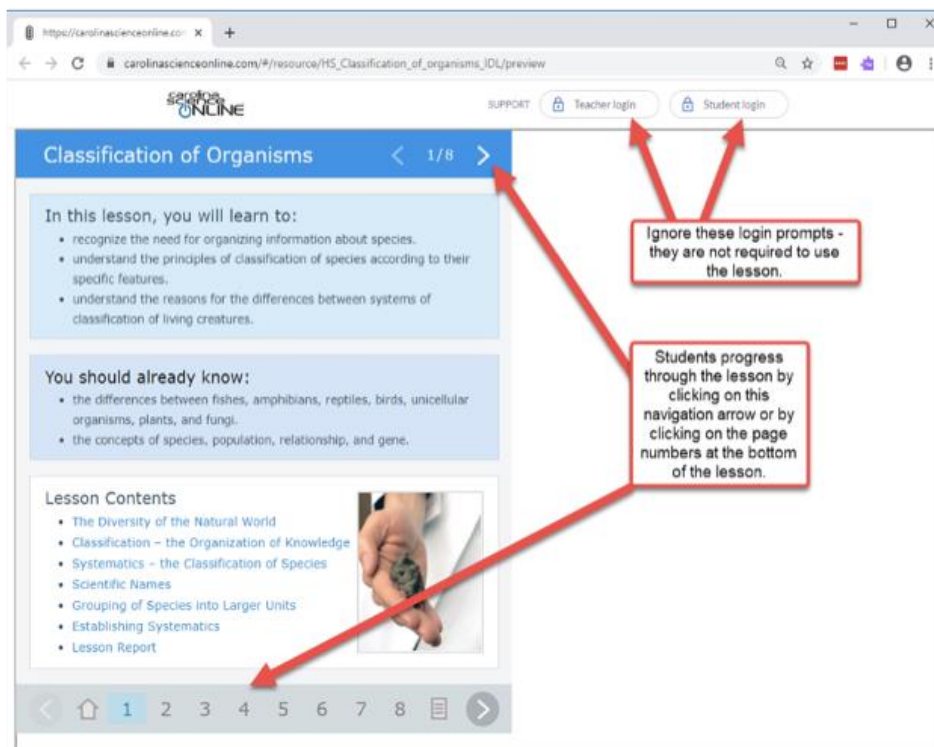 https://carolinascienceonline.con
carolinascienceonline.com/#/resource/HS_Classification_of_organisms_IDL/preview
carolina
science
ONLINE
SUPPORT
Teacher login
Student login
Classification of Organisms
1/8
In this lesson, you will learn to:
• recognize the need for organizing information about species.
• understand the principles of classification of species according to their
specific features.
• understand the reasons for the differences between systems of
classification of living creatures.
Ignore these login prompts -
they are not required to use
the lesson.
You should already know:
• the differences between fishes, amphibians, reptiles, birds, unicellular
organisms, plants, and fungi.
• the concepts of species, population, relationship, and gene.
Students progress
through the lesson by
clicking on this
navigation arrow or by
clicking on the page
numbers at the bottom
of the lesson.
Lesson Contents
• The Diversity of the Natural World
• Classification – the Organization of Knowledge
• Systematics – the Classification of Species
• Scientific Names
• Grouping of Species into Larger Units
• Establishing Systematics
• Lesson Report
1 2 3 4 5 6 7 8